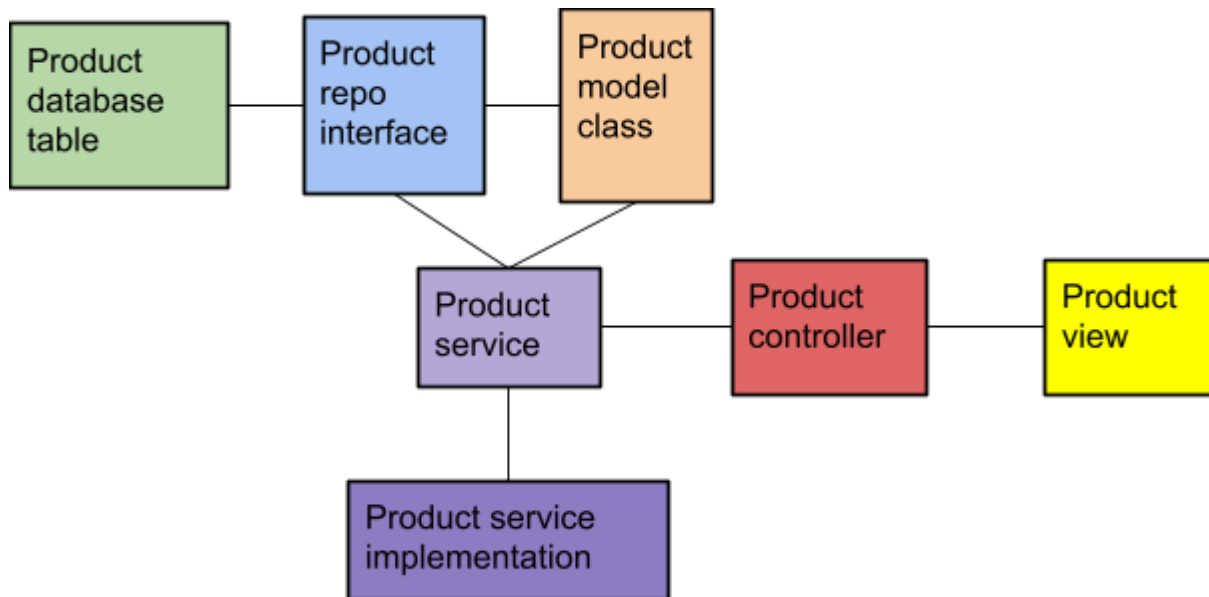 Product
database
table
Product
repo
interface
Product
model
class
Product
service
Product
controller
Product
view
Product service
implementation